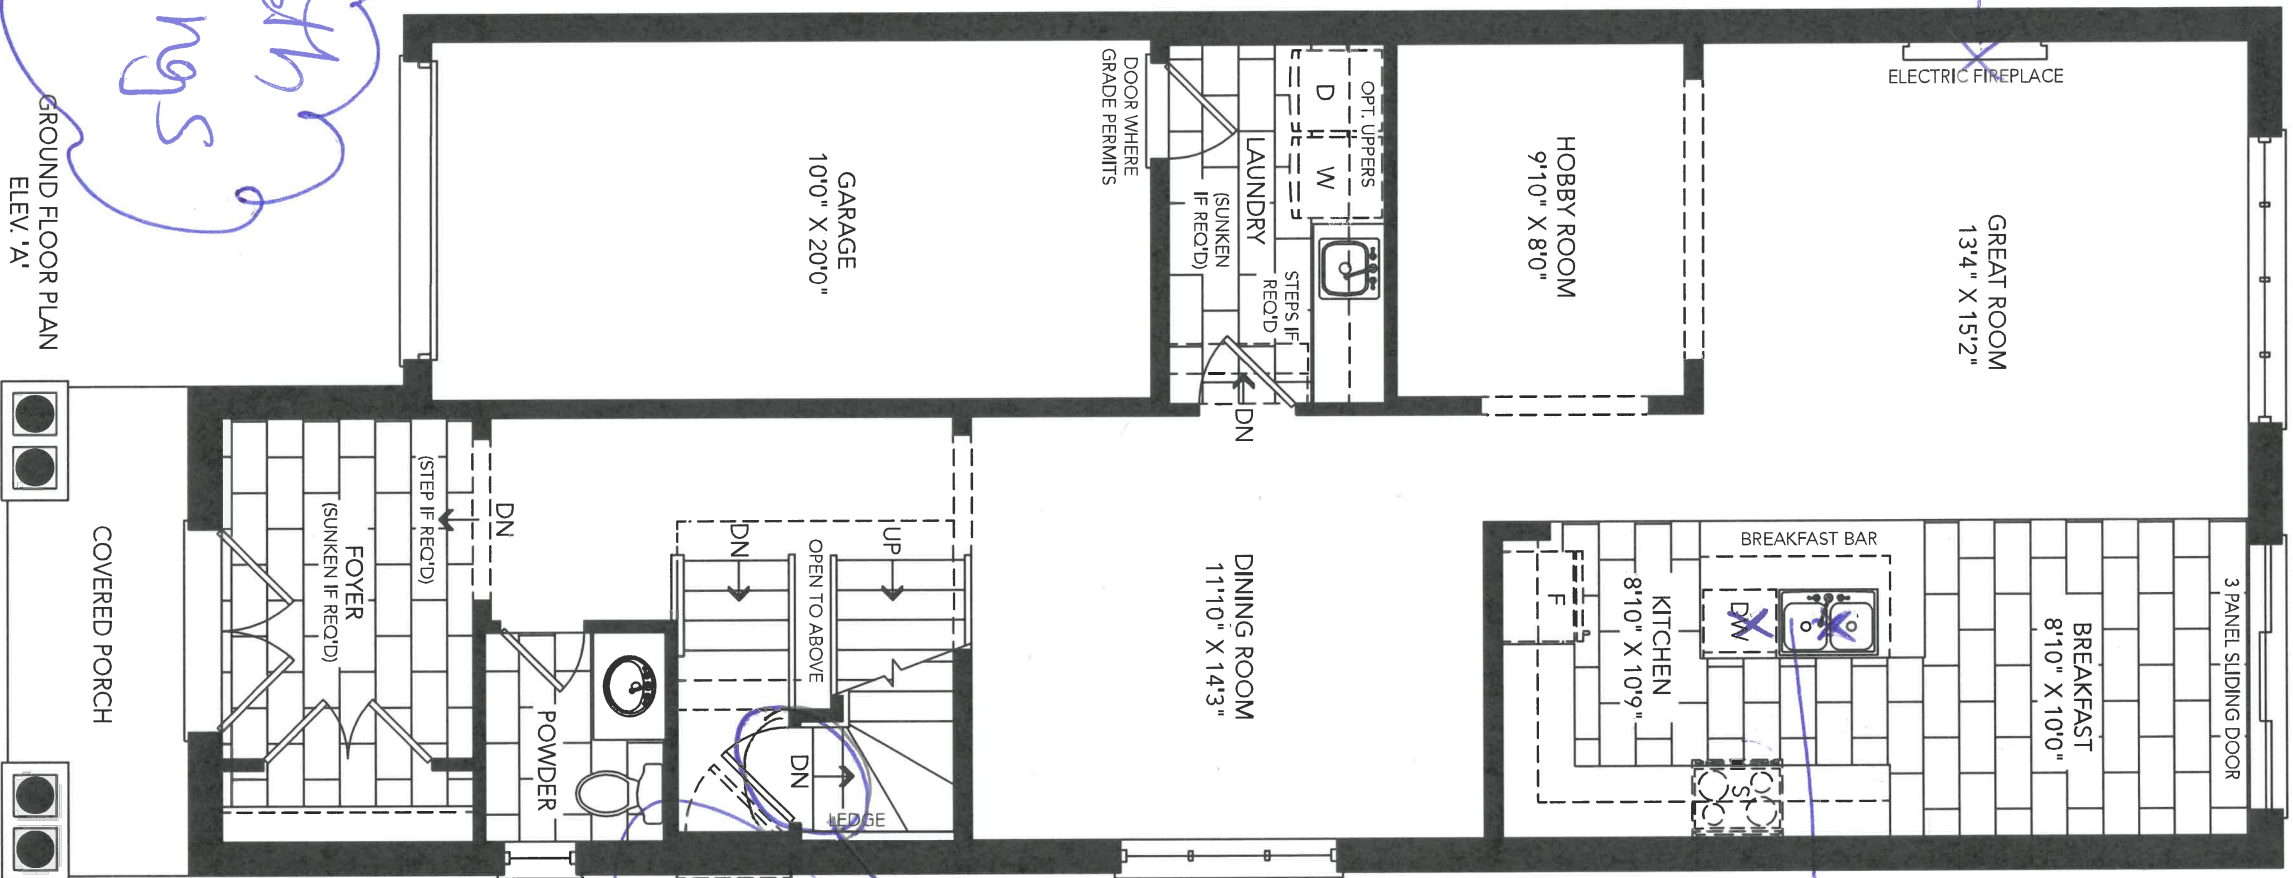 GROUND FLOOR PLAN
ELEV. 'A'
ngs
COVERED PORCH
GARAGE
10'0" X 20'0"
DOOR WHERE
GRADE PERMITS
FOYER
(SUNKEN IF REQ'D)
(STEP IF REQ'D)
DN
POWDER
DN
OPEN TO ABOVE
UP
DN
LEDGE
LAUNDRY
(SUNKEN
IF REQ'D)
D
W
OPT. UPPERS
STEPS IF
REQ'D
DN
HOBBY ROOM
9'10" X 8'0"
DINING ROOM
11'10" X 14'3"
GREAT ROOM
13'4" X 15'2"
ELECTRIC FIREPLACE
KITCHEN
8'10" X 10'9"
F
DW
S
BREAKFAST BAR
BREAKFAST
8'10" X 10'0"
3 PANEL SLIDING DOOR